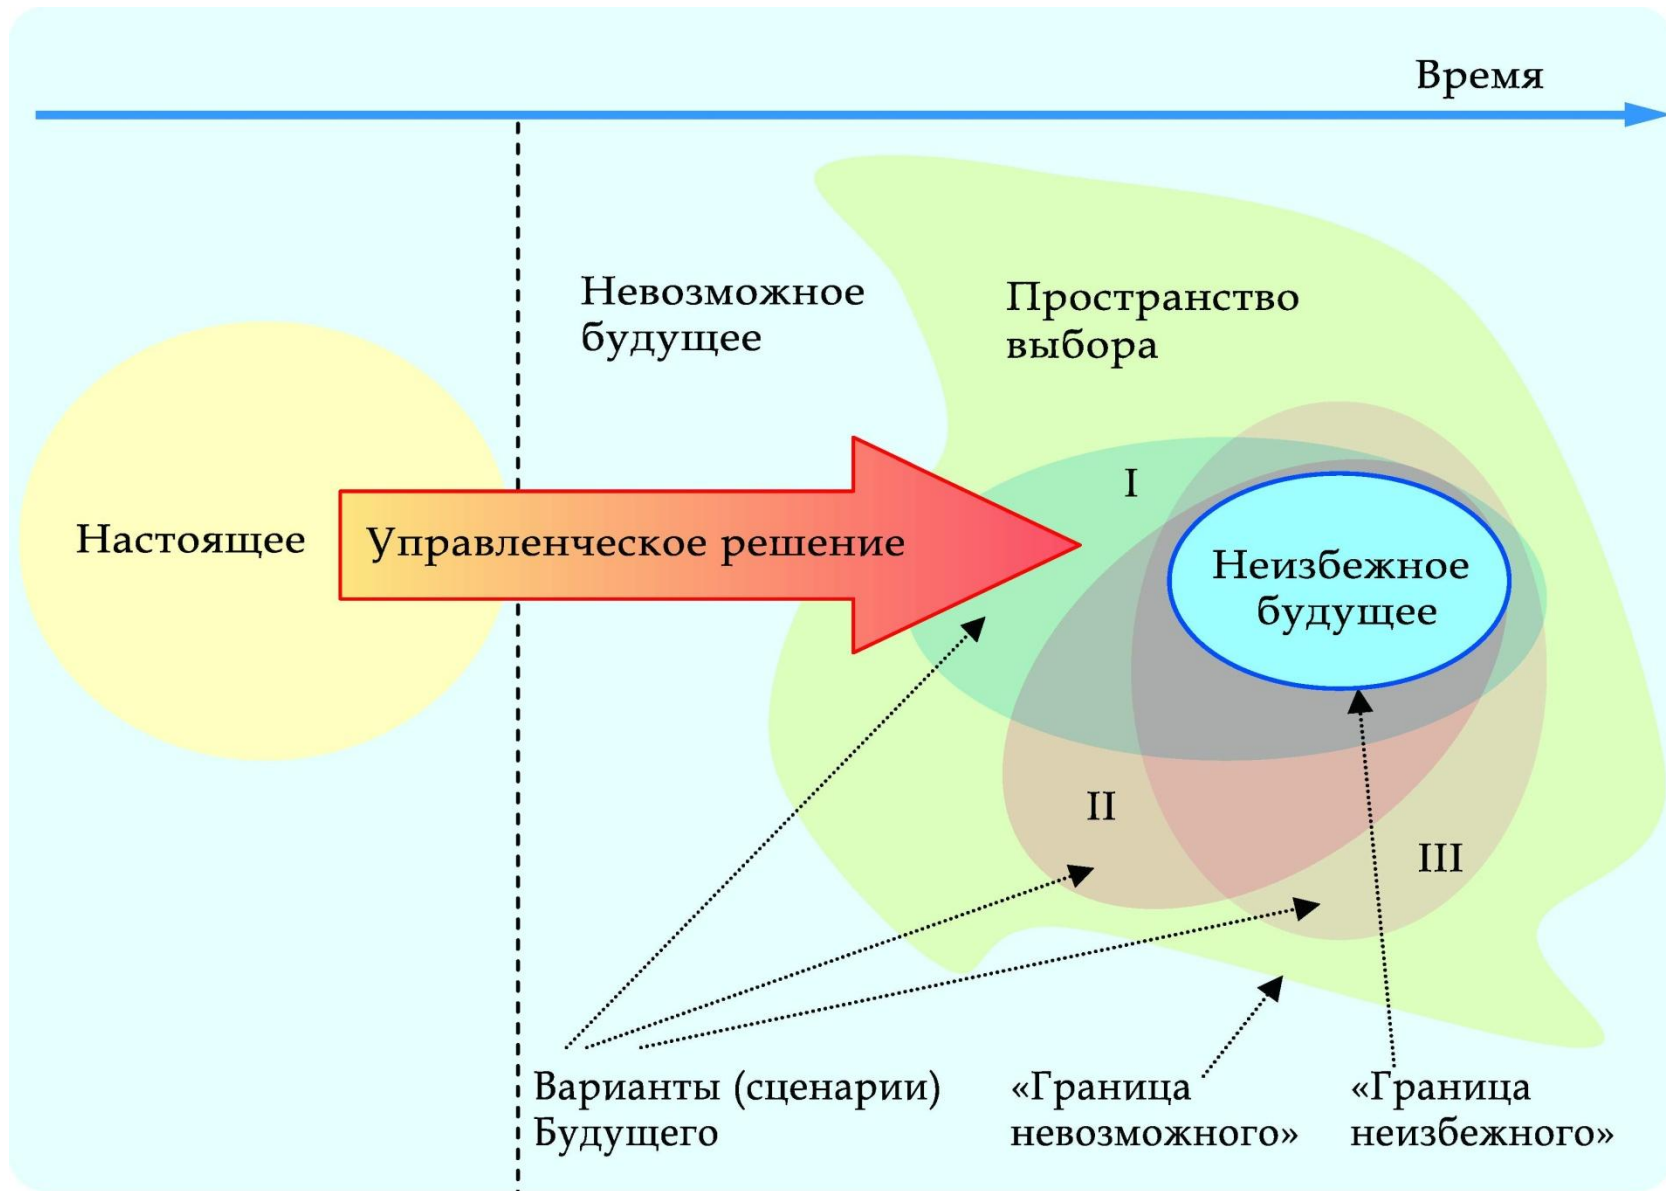 Время
Невозможное
будущее
Пространство
выбора
I
Настоящее
Управленческое решение
Неизбежное
будущее
II
III
Варианты (сценарии)
Будущего
«Граница
невозможного»
«Граница
неизбежного»